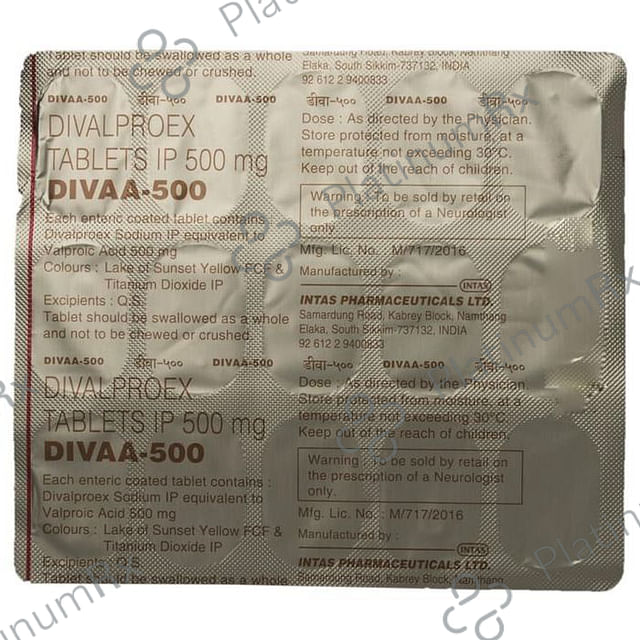 Tablet should be swallowed as a whole
and not to be chewed or crushed.
Samardung Road, Kabrey Block, Namthang
Elaka, South Sikkim-737132, INDIA
92 612 2 9400833
DIVAA-500 डीवा-५०० DIVAA-500 डीवा-५०० DIVAA-500 डीवा-५००
DIVALPROEX
TABLETS IP 500 mg
DIVAA-500
Each enteric coated tablet contains :
Divalproex Sodium IP equivalent to
Valproic Acid 500 mg
Colours : Lake of Sunset Yellow FCF &
Titanium Dioxide IP
Excipients : Q.S.
Tablet should be swallowed as a whole
and not to be chewed or crushed.
Dose : As directed by the Physician.
Store protected from moisture, at a
temperature not exceeding 30°C.
Keep out of the reach of children.
Warning : To be sold by retail on
the prescription of a Neurologist
only.
Mfg. Lic. No. : M/717/2016
Manufactured by :
INTAS
INTAS PHARMACEUTICALS LTD.
Samardung Road, Kabrey Block, Namthang
Elaka, South Sikkim-737132, INDIA
92 612 2 9400833
DIVAA-500 डीवा-५०० DIVAA-500 डीवा-५०० DIVAA-500 डीवा-५००
DIVALPROEX
TABLETS IP 500 mg
DIVAA-500
Each enteric coated tablet contains :
Divalproex Sodium IP equivalent to
Valproic Acid 500 mg
Colours : Lake of Sunset Yellow FCF &
Titanium Dioxide IP
Excipients : Q.S.
Tablet should be swallowed as a whole
Dose : As directed by the Physician.
Store protected from moisture, at a
temperature not exceeding 30°C.
Keep out of the reach of children.
Warning : To be sold by retail on
the prescription of a Neurologist
only.
Mfg. Lic. No. : M/717/2016
Manufactured by :
INTAS
INTAS PHARMACEUTICALS LTD.
Samardung Road, Kabrey Block, Namthang
PlatinumRx
PlatinumRx
PlatinumRx